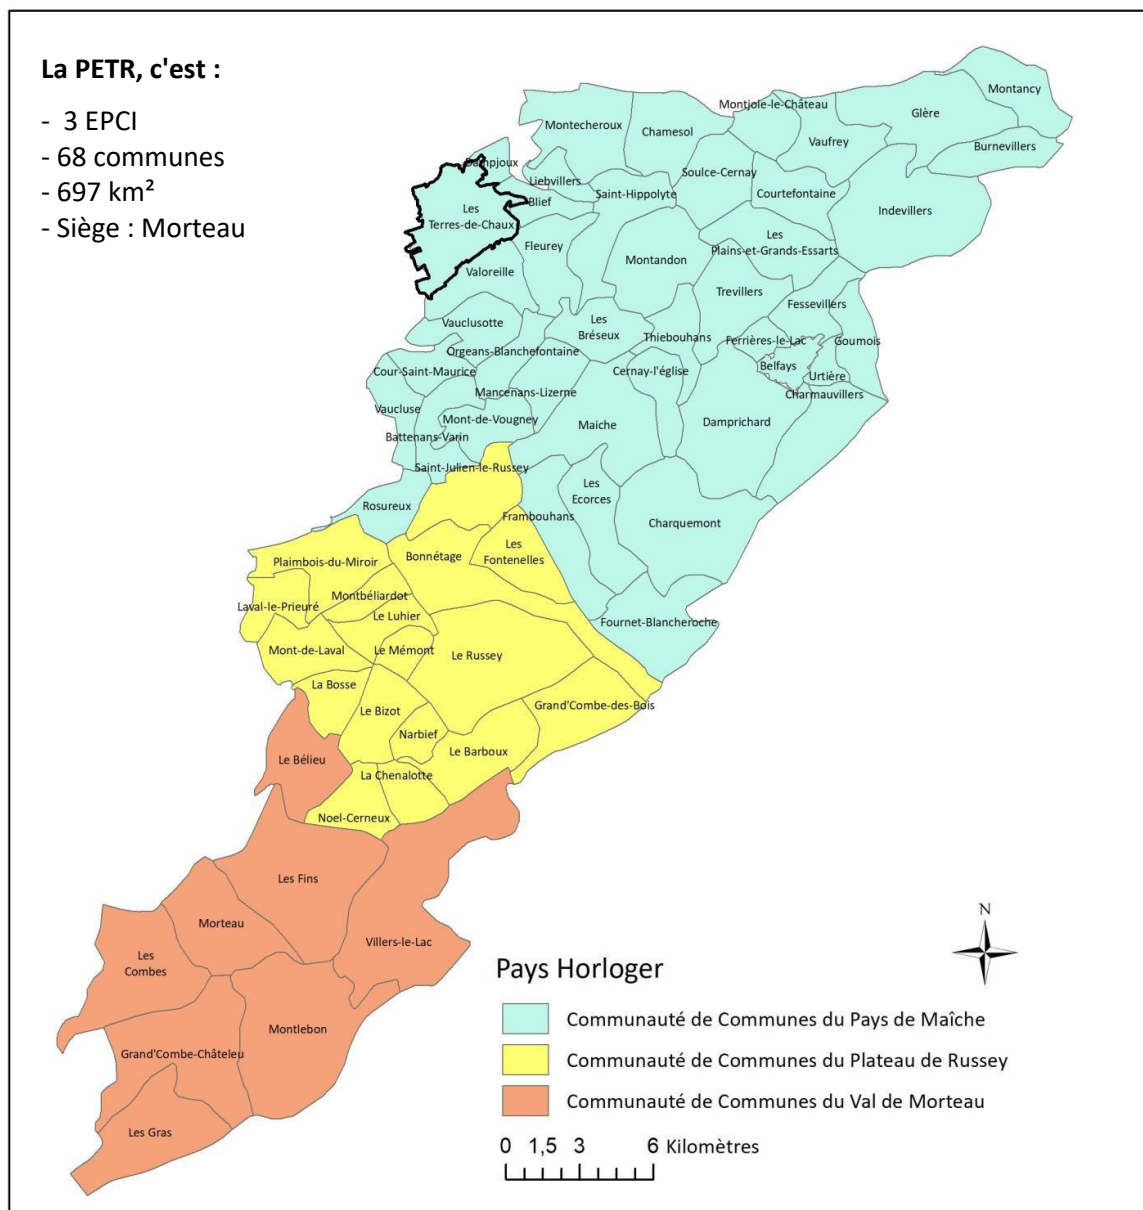 La PETR, c'est :
- 3 EPCI
- 68 communes
- 697 km²
- Siège : Morteau
Montancy
Montjoie-le-Château
Glère
Montecheroux
Chamesol
Vaufrey
Burnevillers
Dampjoux
Liebvillers
Soulce-Cernay
Saint-Hippolyte
Courtefontaine
Blief
Les
Terres-de-Chaux
Indevillers
Fleurey
Les
Plains-et-Grands-Essarts
Montandon
Valoreille
Trevillers
Fessevillers
Vauclusotte
Les
Bréseux
Thiebouhans
Ferrières-le-Lac
Goumois
Orgeans-Blanchefontaine
Cour-Saint-Maurice
Cernay-l'église
Belfays
Urtière
Mancenans-Lizerne
Charmauvillers
Vaucluse
Mont-de-Vougney
Maiche
Damprichard
Battenans-Varin
Saint-Julien-le-Russey
Les
Ecorces
Rosureux
Frambouhans
Charquemont
Plaimbois-du-Miroir
Bonnétage
Les
Fontenelles
Montbéliardot
Laval-le-Prieuré
Le Luhier
Fournet-Blancheroche
Mont-de-Laval
Le Mémont
Le Russey
La Bosse
Le Bizot
Grand'Combe-des-Bois
Narbief
Le Barboux
Le Bélieu
La Chenalotte
Noel-Cerneux
Les Fins
Morteau
Villers-le-Lac
Les
Combes
Montlebon
Grand'Combe-Châteleu
Les Gras
N
Pays Horloger
Communauté de Communes du Pays de Maîche
Communauté de Communes du Plateau de Russey
Communauté de Communes du Val de Morteau
0 1,5 3 6 Kilomètres